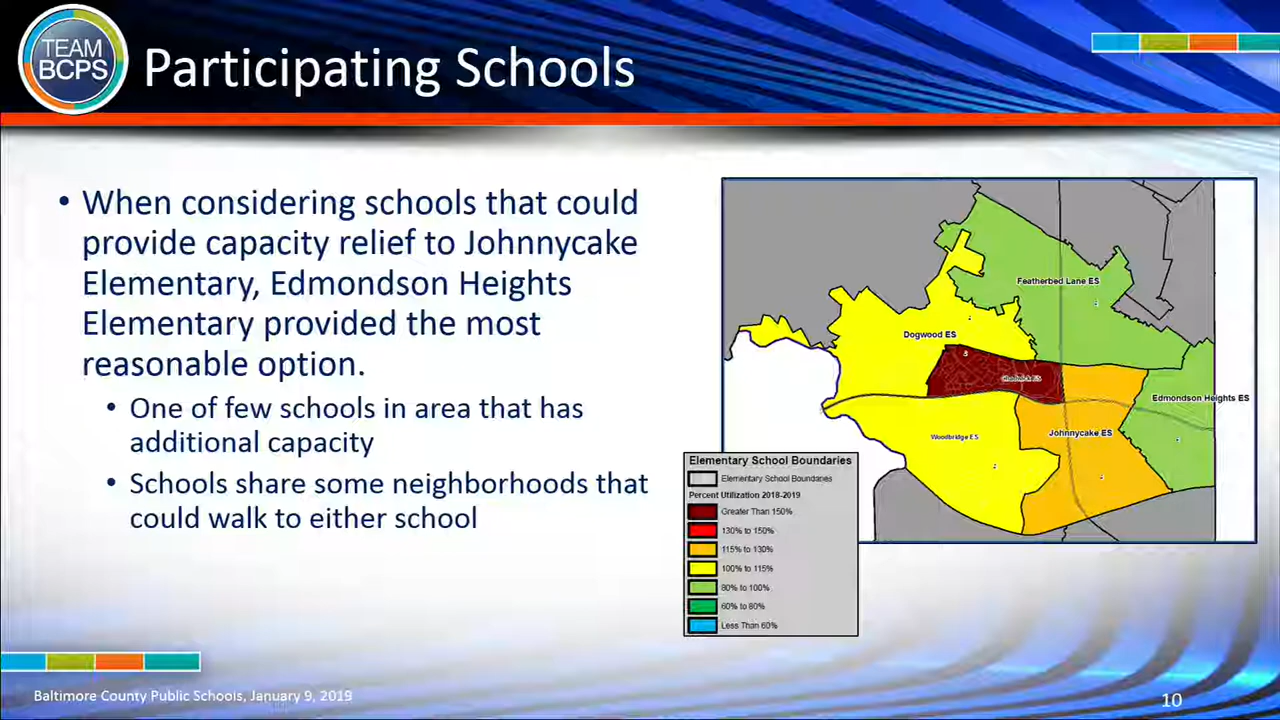 TEAM
BCPS
Participating Schools
• When considering schools that could
provide capacity relief to Johnnycake
Elementary, Edmondson Heights
Elementary provided the most
reasonable option.
• One of few schools in area that has
additional capacity
• Schools share some neighborhoods that
could walk to either school
Featherbed Lane ES
Dogwood ES
Edmondson Heights ES
Woodbridge ES
Johnnycake ES
Elementary School Boundaries
Elementary School Boundaries
Percent Utilization 2018-2019
Greater Than 150%
130% to 150%
115% to 130%
100% to 115%
80% to 100%
60% to 80%
Less Than 60%
Baltimore County Public Schools, January 9, 2019
10